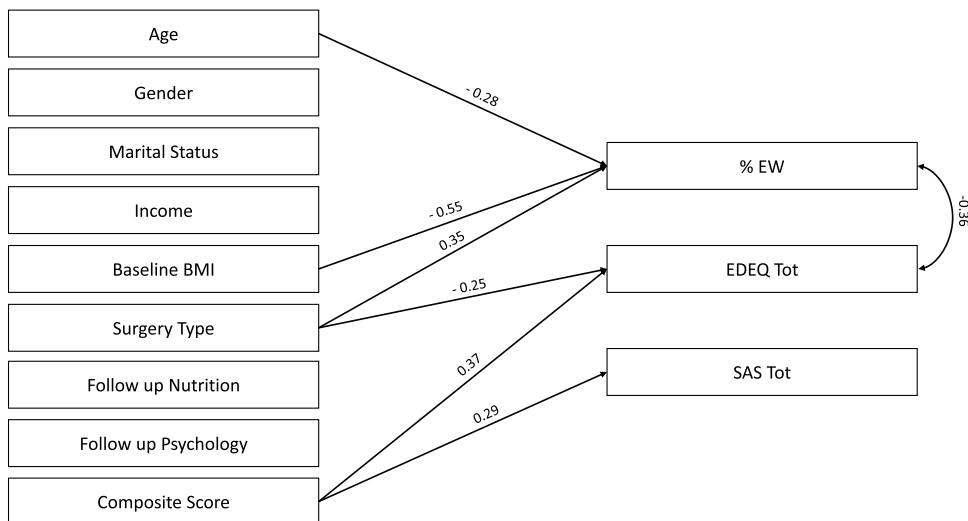 Age
Gender
Marital Status
Income
Baseline BMI
Surgery Type
Follow up Nutrition
Follow up Psychology
Composite Score
- 0.28
- 0.55
0.35
- 0.25
0.37
0.29
% EW
EDEQ Tot
SAS Tot
-0.36